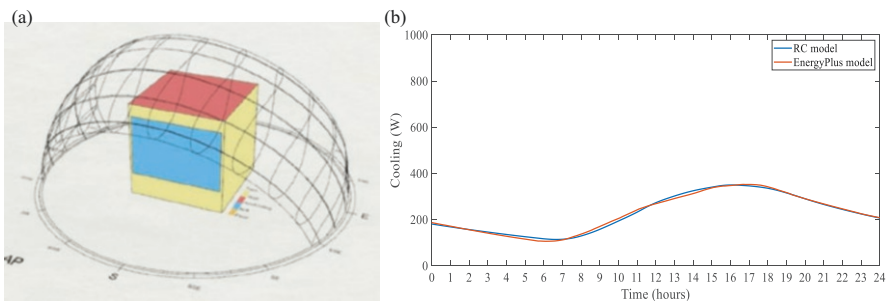 (a)
(b)
1000
800
600
400
200
0
Cooling (W)
RC model
EnergyPlus model
0 1 2 3 4 5 6 7 8 9 10 11 12 13 14 15 16 17 18 19 20 21 22 23 24
Time (hours)
E
S
AP